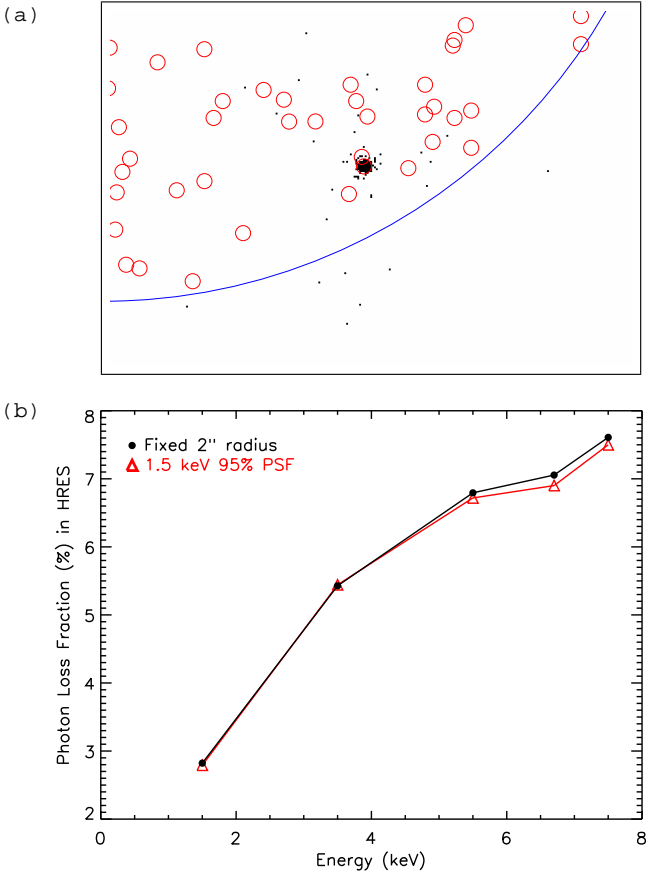 (a)
(b)
8
7
6
5
4
3
2
Photon Loss Fraction (%) in HRES
Fixed 2" radius
1.5 keV 95% PSF
0 2 4 6 8
Energy (keV)